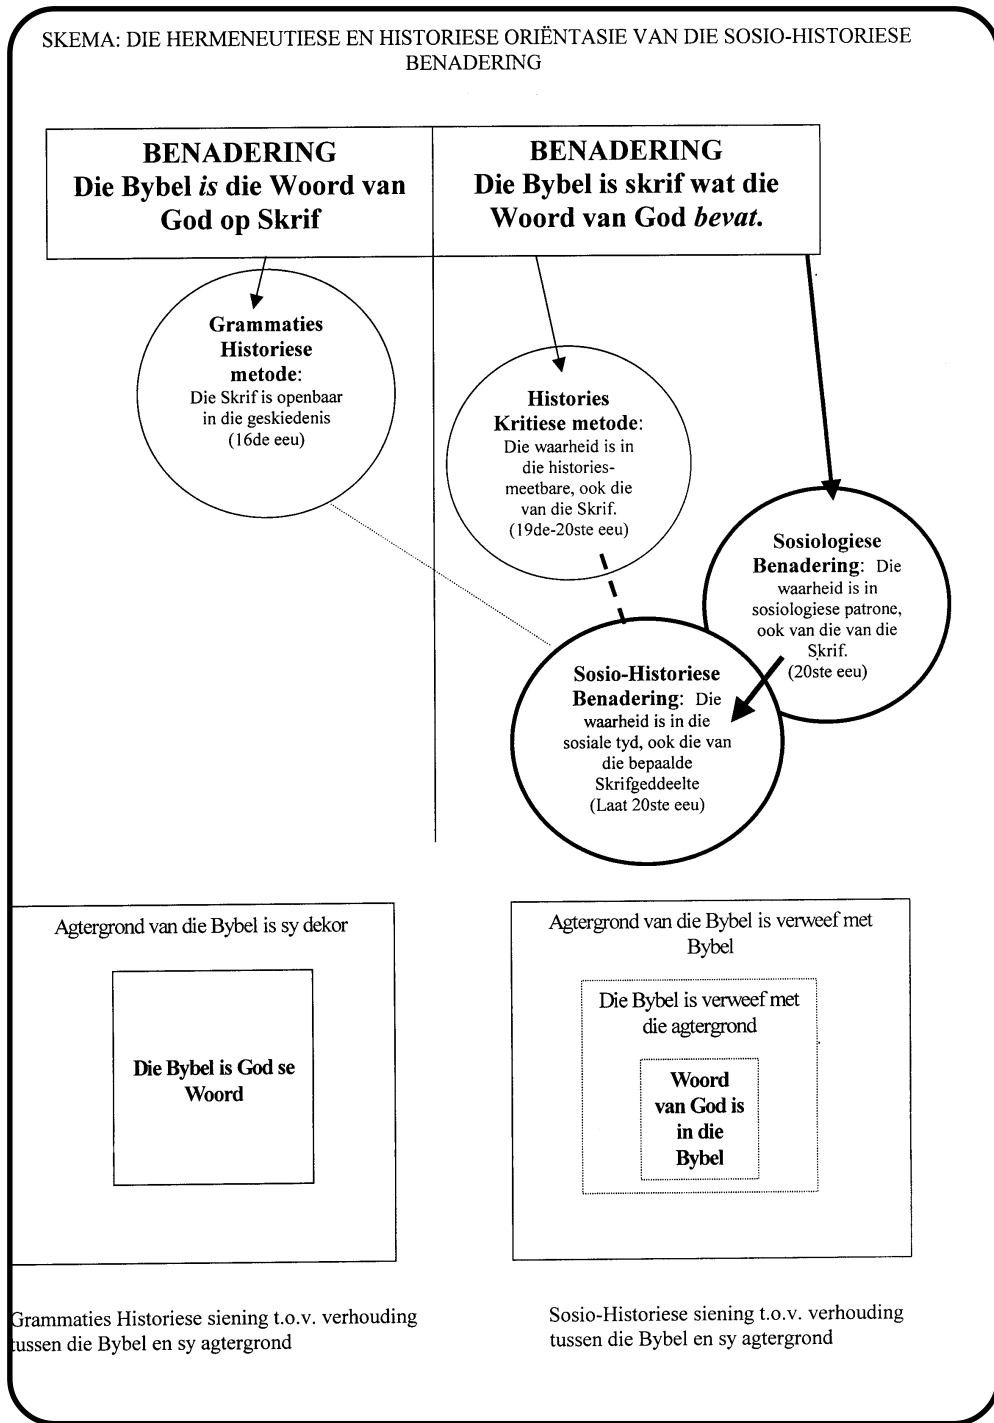 SKEMA: DIE HERMENEUTIESE EN HISTORIESE ORIËNTASIE VAN DIE SOSIO-HISTORIESE
BENADERING
BENADERING
Die Bybel is die Woord van
God op Skrif
BENADERING
Die Bybel is skrif wat die
Woord van God bevat.
Grammaties
Historiese
metode:
Die Skrif is openbaar
in die geskiedenis
(16de eeu)
Histories
Kritiese metode:
Die waarheid is in
die histories-
meetbare, ook die
van die Skrif.
(19de-20ste eeu)
Sosiologiese
Benadering: Die
waarheid is in
sosiologiese patrone,
ook van die van die
Skrif.
(20ste eeu)
Sosio-Historiese
Benadering: Die
waarheid is in die
sosiale tyd, ook die van
die bepaalde
Skrifgeddeelte
(Laat 20ste eeu)
Agtergrond van die Bybel is sy dekor
Die Bybel is God se
Woord
Agtergrond van die Bybel is verweef met
Bybel
Die Bybel is verweef met
die agtergrond
Woord
van God is
in die
Bybel
Grammaties Historiese siening t.o.v. verhouding
tussen die Bybel en sy agtergrond
Sosio-Historiese siening t.o.v. verhouding
tussen die Bybel en sy agtergrond